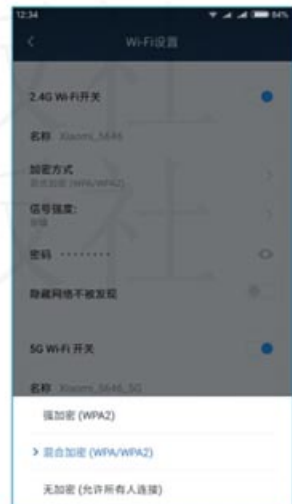 12:34
84%
Wi-Fi设置
2.4G Wi-Fi开关
名称 Xiaomi_5646
加密方式
混合加密 (WPA/WPA2)
信号强度:
密码 ········
隐藏网络不被发现
5G Wi-Fi 开关
名称 Xiaomi_5646_5G
强加密 (WPA2)
混合加密 (WPA/WPA2)
无加密 (允许所有人连接)